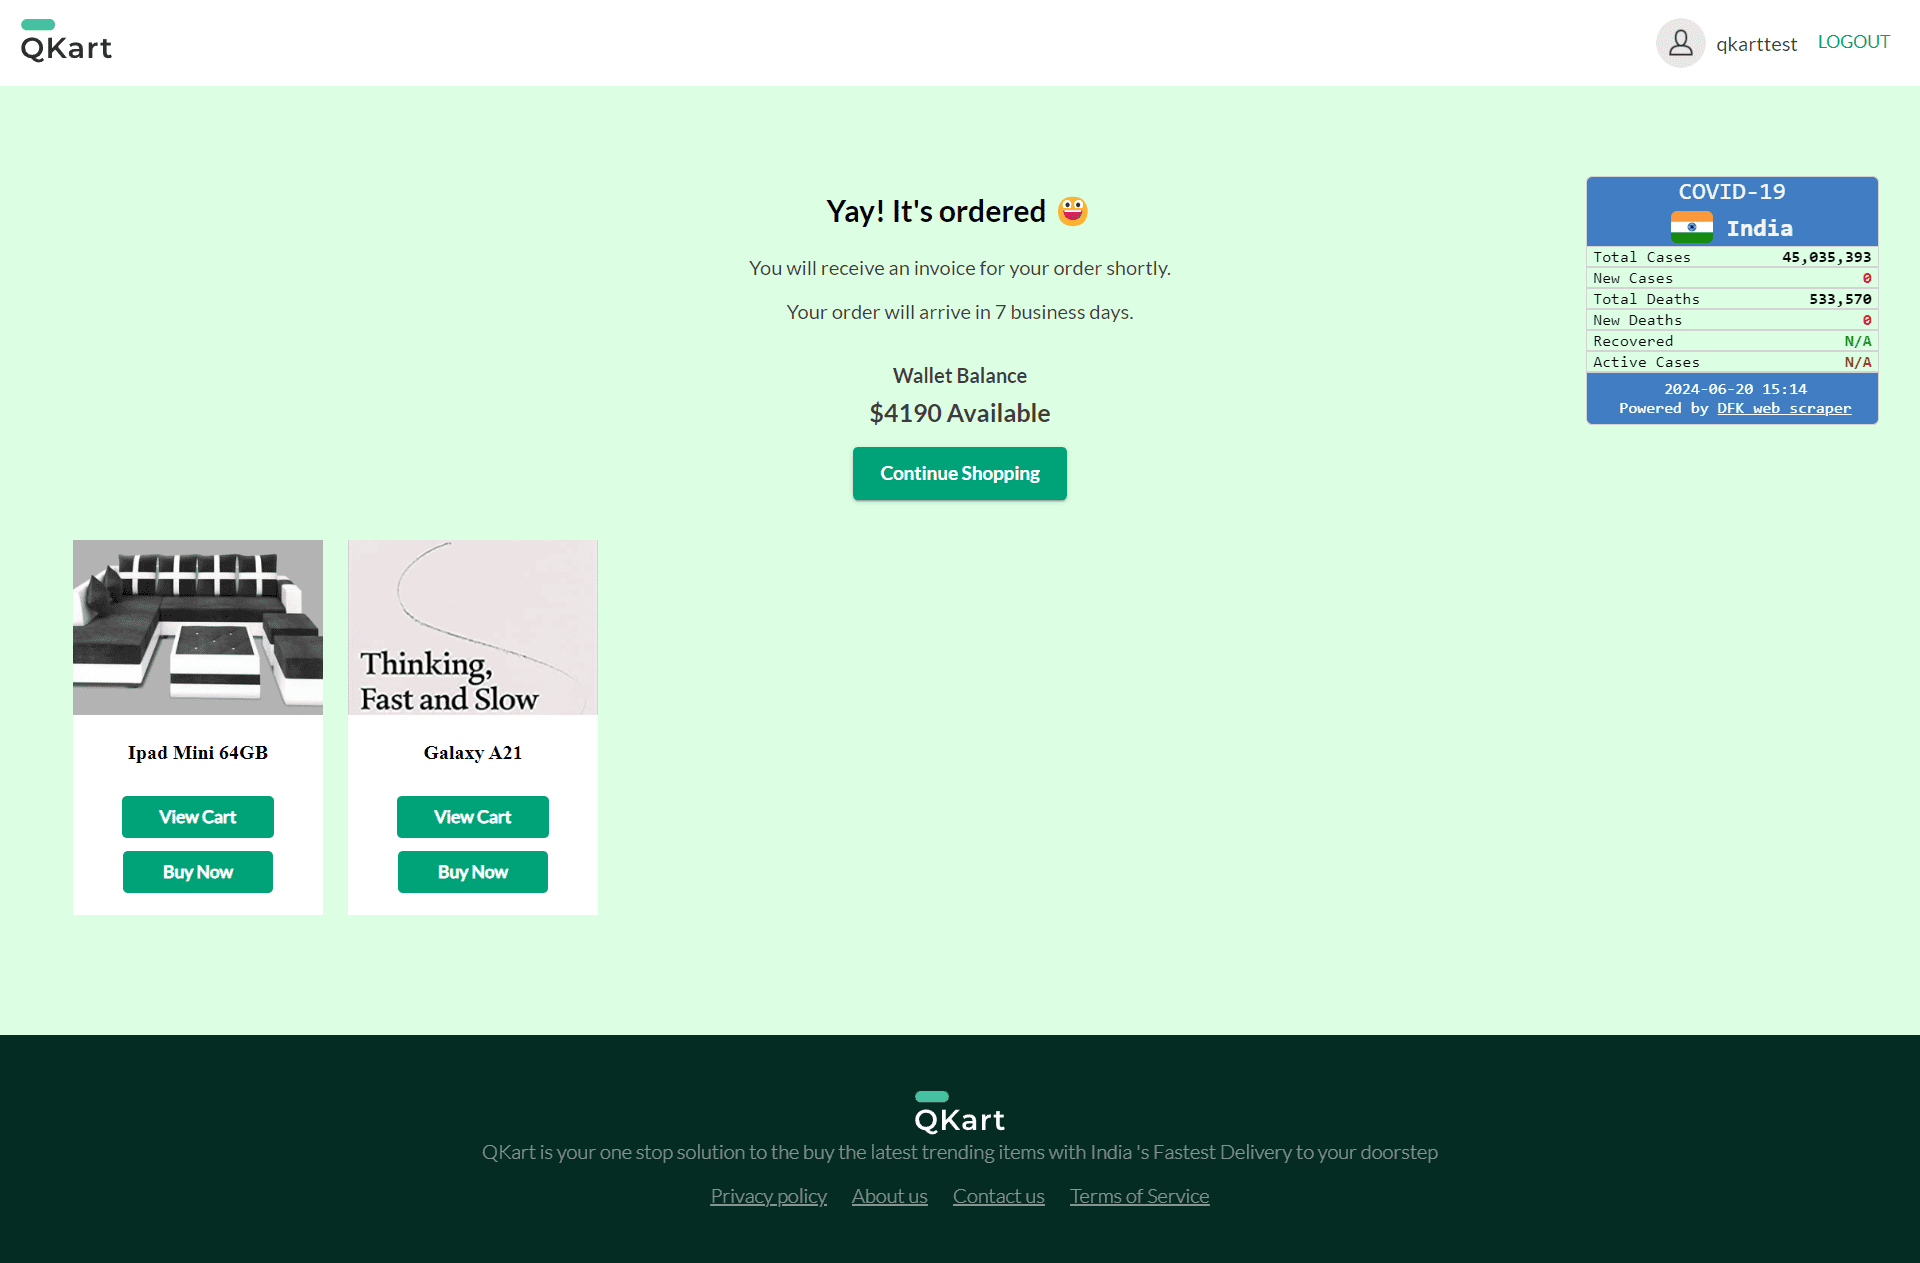 QKart
qkarttest
LOGOUT
Yay! It's ordered
You will receive an invoice for your order shortly.
Your order will arrive in 7 business days.
Wallet Balance
$4190 Available
Continue Shopping
COVID-19
India
Total Cases 45,035,393
New Cases 0
Total Deaths 533,570
New Deaths 0
Recovered N/A
Active Cases N/A
2024-06-20 15:14
Powered by DFK web scraper
Ipad Mini 64GB
View Cart
Buy Now
Thinking,
Fast and Slow
Galaxy A21
View Cart
Buy Now
QKart
QKart is your one stop solution to the buy the latest trending items with India 's Fastest Delivery to your doorstep
Privacy policy About us Contact us Terms of Service